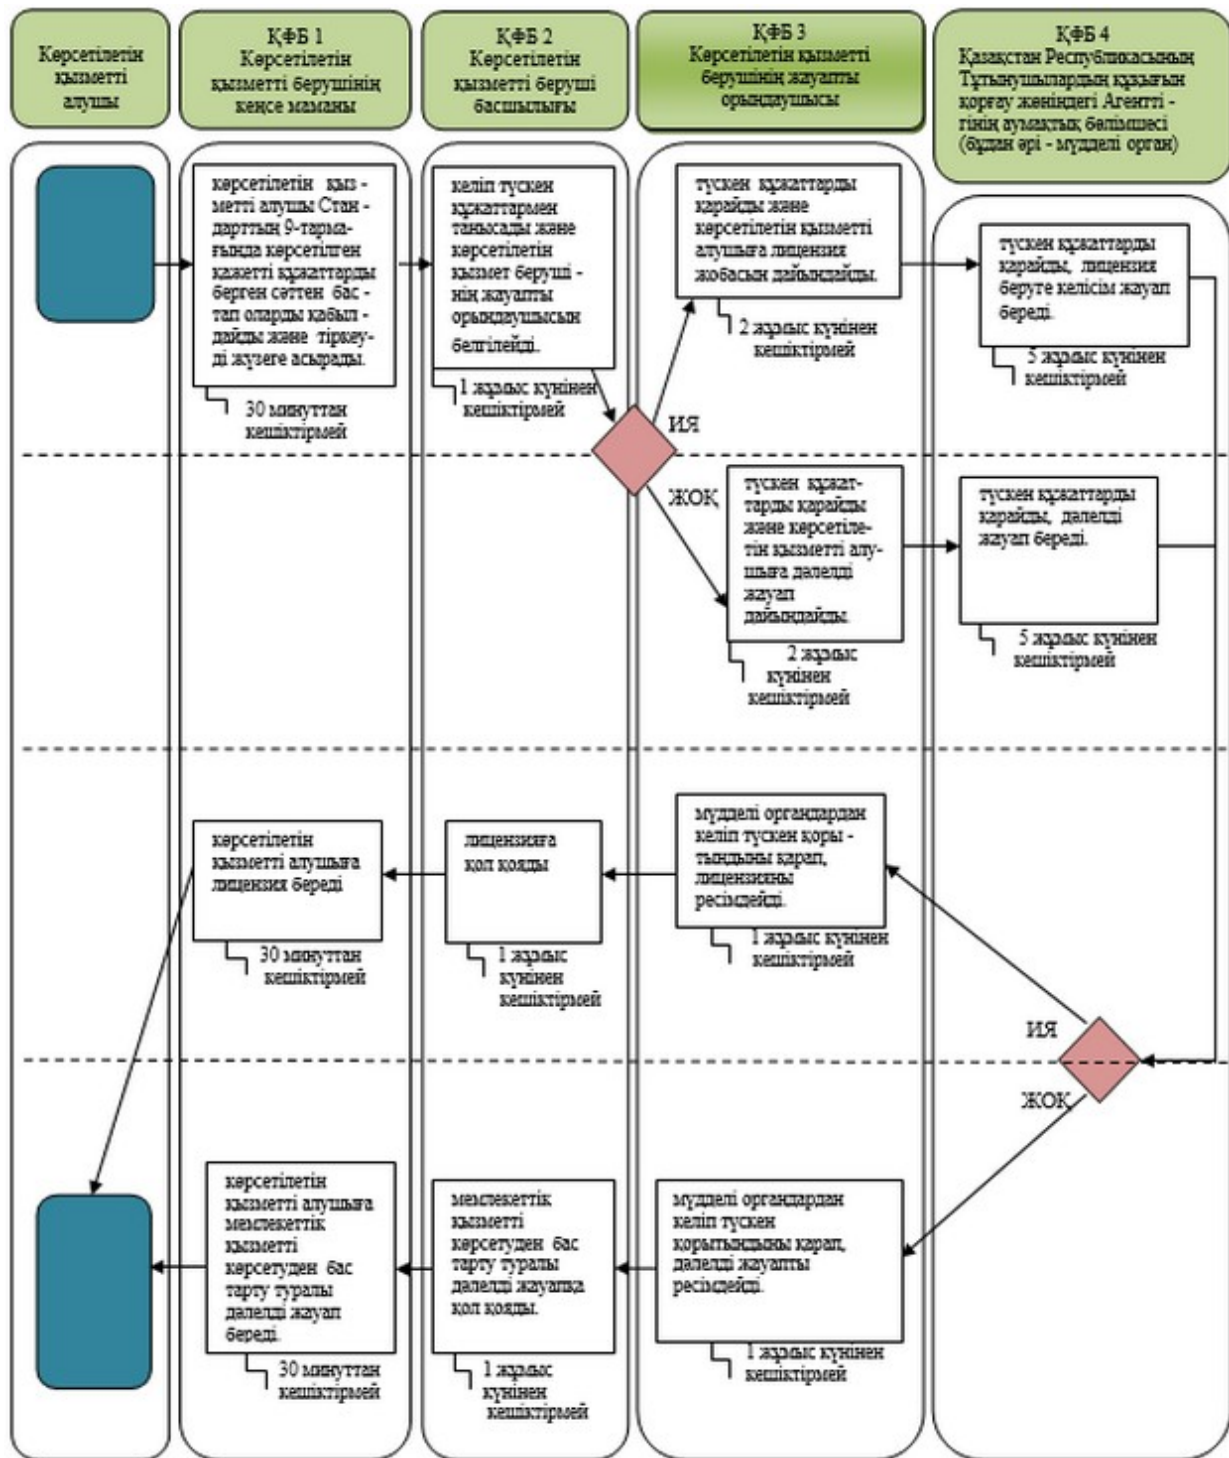 Көрсетілетін
қызметті
алушы
ҚФБ 1
Көрсетілетін
қызметті берушінің
кеңсе маманы
ҚФБ 2
Көрсетілетін
қызметті беруші
басшылығы
ҚФБ 3
Көрсетілетін қызметті
берушінің жауапты
орындаушысы
ҚФБ 4
Қазақстан Республикасының
Тұтынушылардың құқығын
қорғау жөніндегі Агентті -
гінің аумақтық бөлімшесі
(бұдан әрі - мүдделі орган)
көрсетілетін қыз -
метті алушы Стан -
дарттың 9-тарма-
ғында көрсетілген
қажетті құжаттарды
берген сәттен бас -
тап оларды қабыл -
дайды және тіркеу-
ді жүзеге асырады.
30 минуттан
кешіктірмей
келіп түскен
құжаттармен
танысады және
көрсетілетін
қызмет беруші -
нің жауапты
орындаушысын
белгілейді.
1 жұмыс күнінен
кешіктірмей
түскен құжаттарды
қарайды және
көрсетілетін қызметті
алушыға лицензия
жобасын дайындайды.
2 жұмыс күнінен
кешіктірмей
түскен құжаттарды
қарайды, лицензия
беруге келісім жауап
береді.
5 жұмыс күнінен
кешіктірмей
ИЯ
ЖОҚ
түскен құжат-
тарды қарайды
және көрсетіле-
тін қызметті алу-
шыға дәлелді
жауап
дайындайды.
2 жұмыс
күнінен
кешіктірмей
түскен құжаттарды
қарайды, дәлелді
жауап береді.
5 жұмыс күнінен
кешіктірмей
көрсетілетін
қызметті алушыға
лицензия береді
30 минуттан
кешіктірмей
лицензияға
қол қояды
1 жұмыс
күнінен
кешіктірмей
мүдделі органдардан
келіп түскен қоры -
тындыны қарап,
лицензияны
ресімдейді.
1 жұмыс күнінен
кешіктірмей
ИЯ
ЖОҚ
көрсетілетін
қызметті алушыға
мемлекеттік
қызметті
көрсетуден бас
тарту туралы
дәлелді жауап
береді.
30 минуттан
кешіктірмей
мемлекеттік
қызметті
көрсетуден бас
тарту туралы
дәлелді жауапқа
қол қояды.
1 жұмыс
күнінен
кешіктірмей
мүдделі органдардан
келіп түскен
қорытындыны қарап,
дәлелді жауапты
ресімдейді.
1 жұмыс күнінен
кешіктірмей